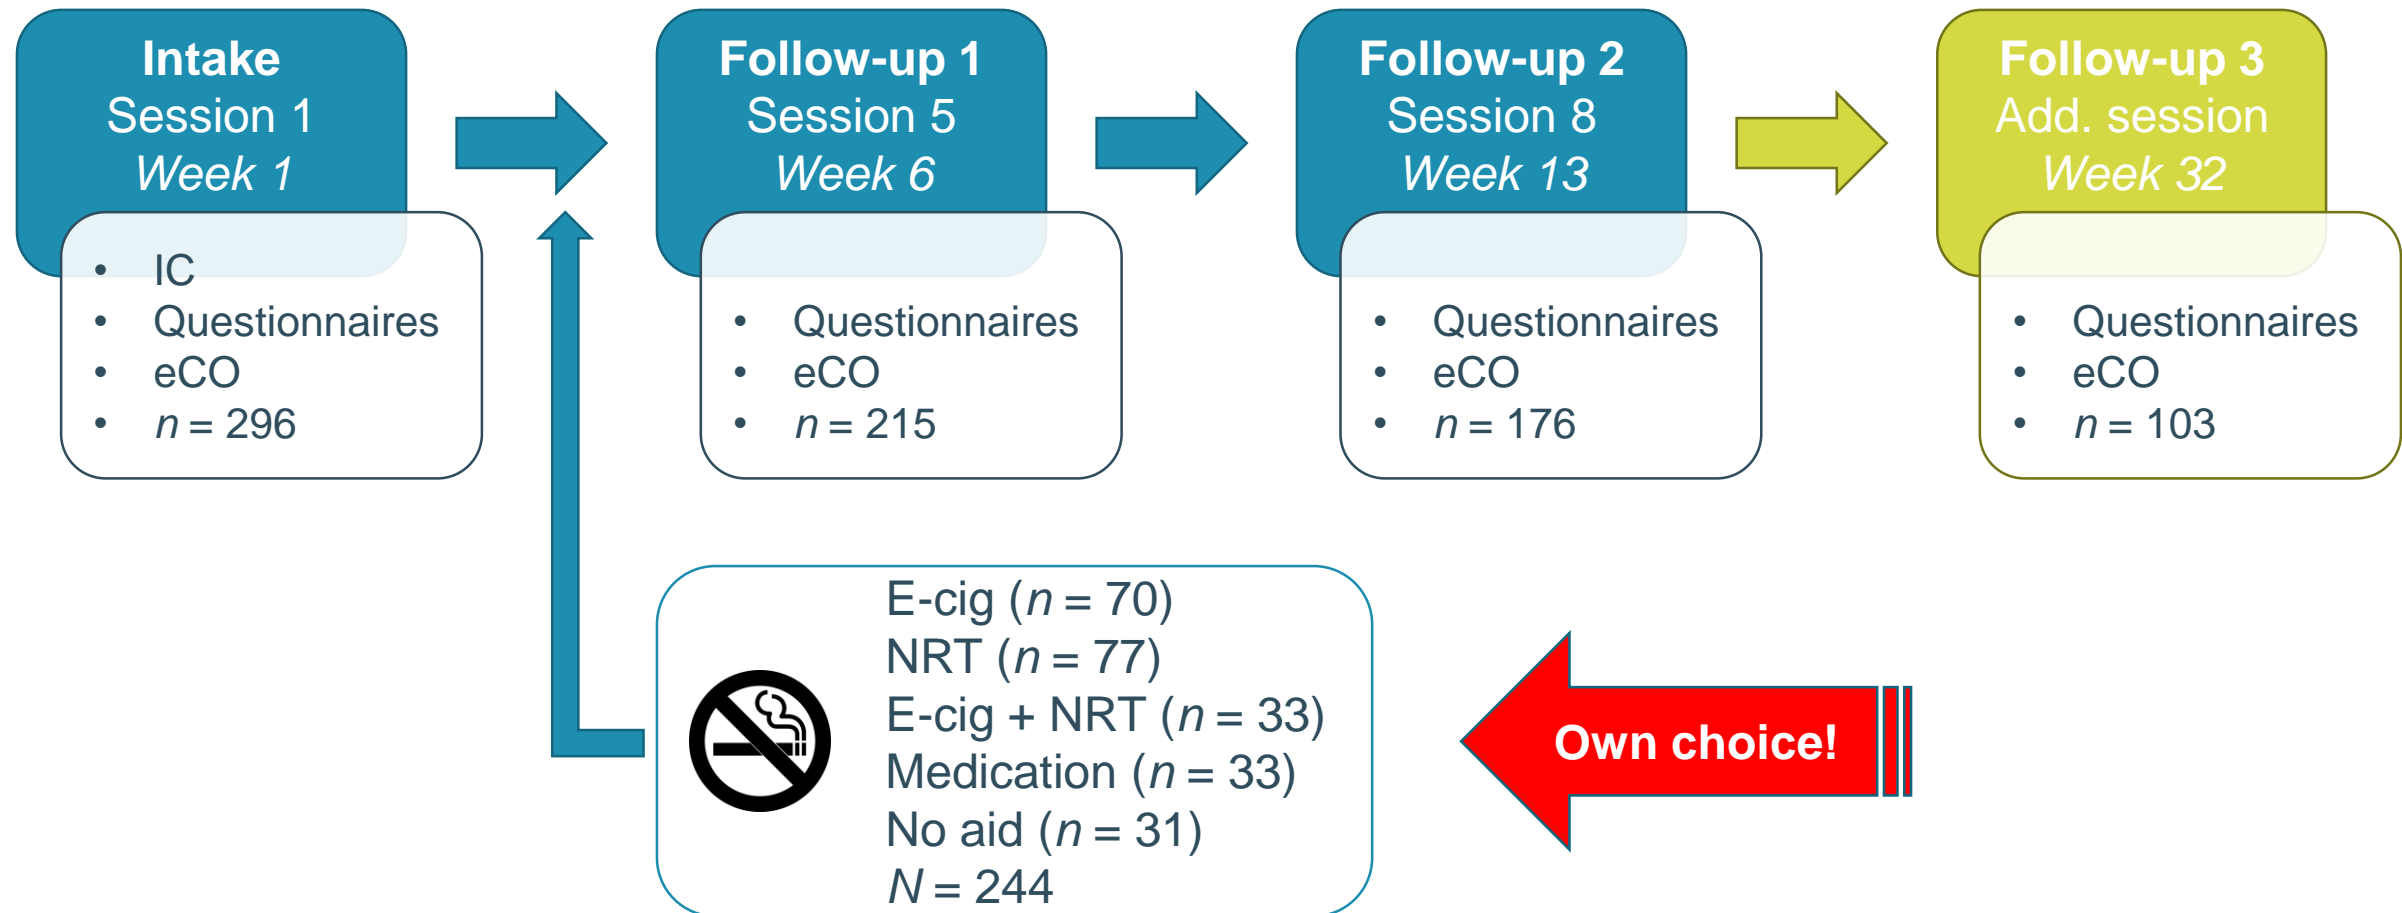 Intake
Session 1
Week 1
• IC
• Questionnaires
• eCO
• n = 296
Follow-up 1
Session 5
Week 6
• Questionnaires
• eCO
• n = 215
Follow-up 2
Session 8
Week 13
• Questionnaires
• eCO
• n = 176
Follow-up 3
Add. session
Week 32
• Questionnaires
• eCO
• n = 103
E-cig (n = 70)
NRT (n = 77)
E-cig + NRT (n = 33)
Medication (n = 33)
No aid (n = 31)
N = 244
Own choice!